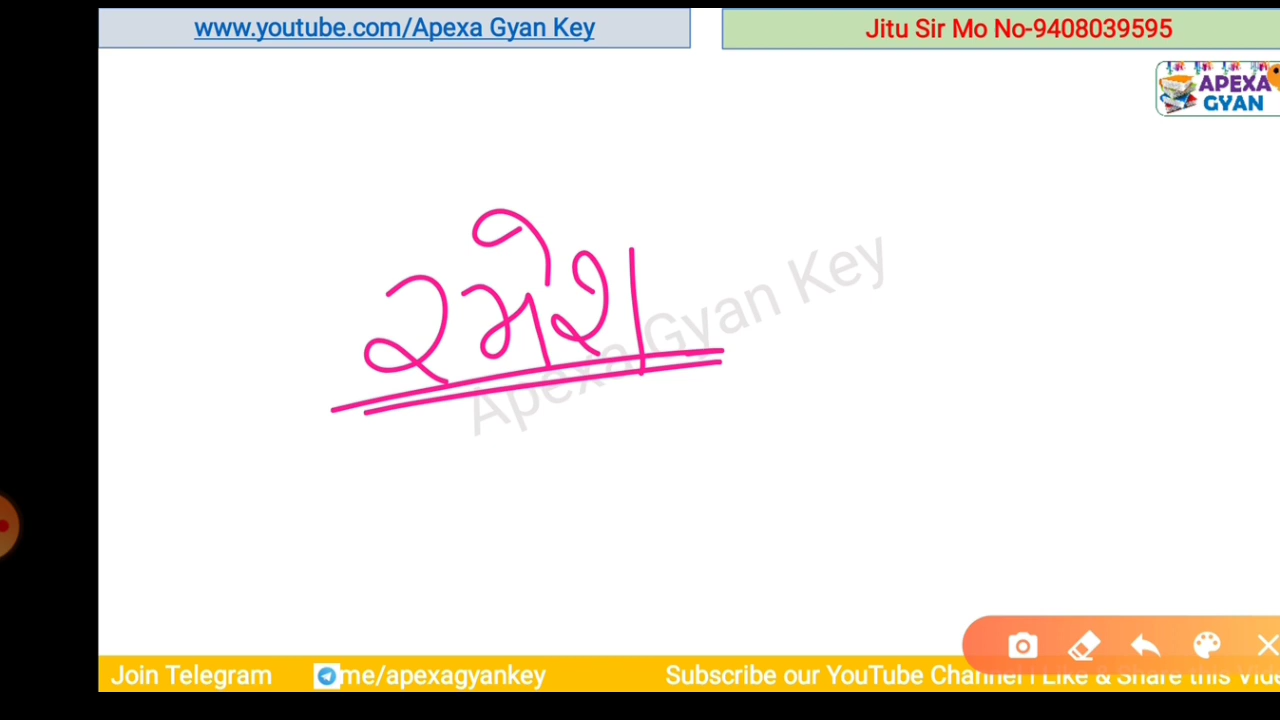 www.youtube.com/Apexa Gyan Key
Jitu Sir Mo No-9408039595
APEXA
GYAN
રમેશ
Apexa Gyan Key
Join Telegram
me/apexagyankey
Subscribe our YouTube Channel | Like & Share this Vide